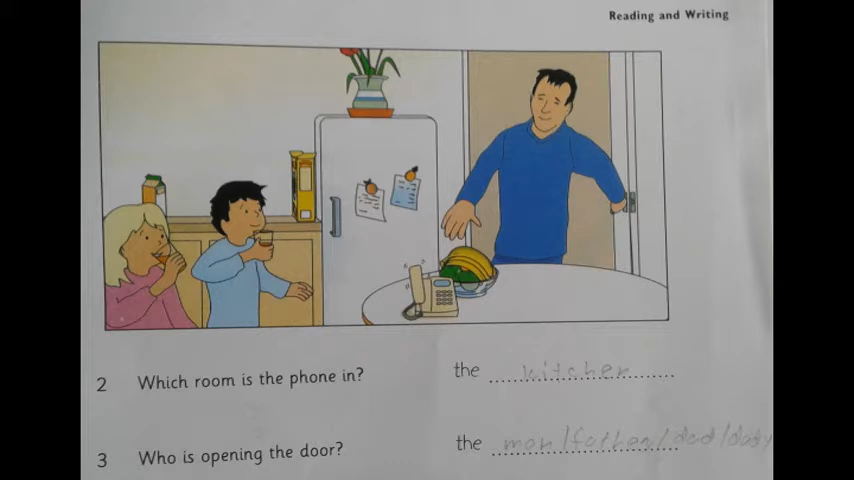 Reading and Writing
2 Which room is the phone in? the kitchen
3 Who is opening the door? the man/father/dad/dady